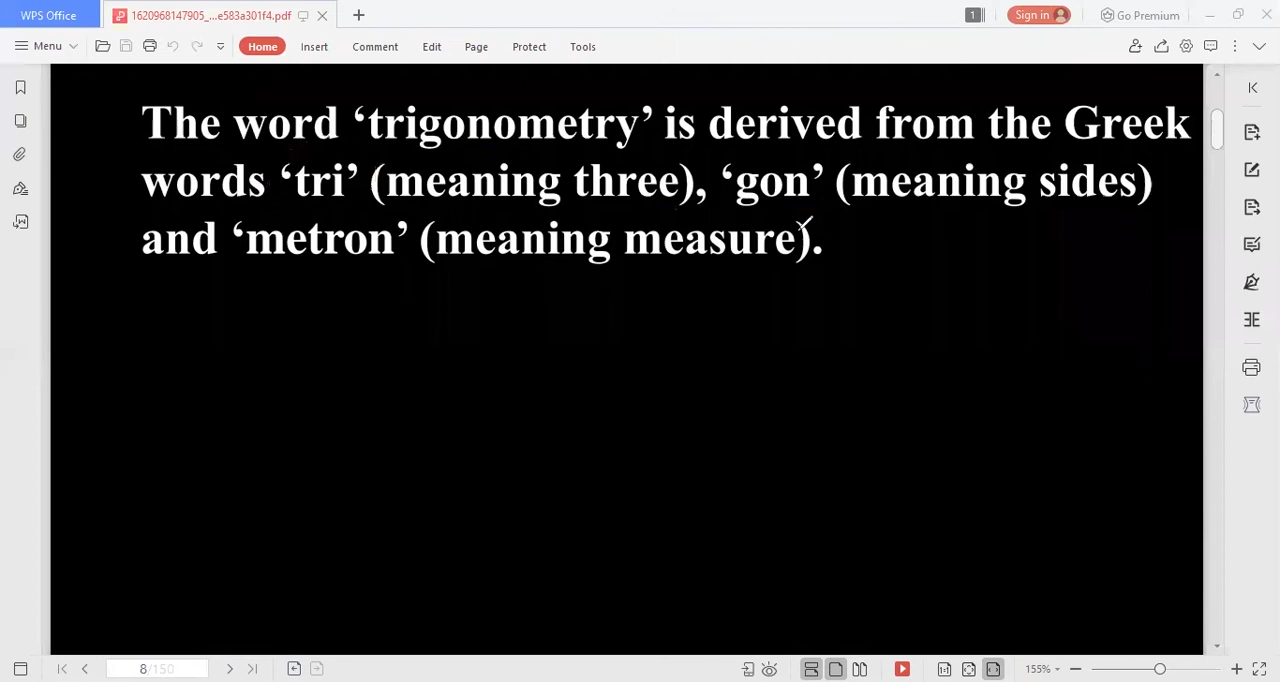 WPS Office
1620968147905_...e583a301f4.pdf
1
Sign in
Go Premium
Menu
Home
Insert
Comment
Edit
Page
Protect
Tools
The word ‘trigonometry’ is derived from the Greek
words ‘tri’ (meaning three), ‘gon’ (meaning sides)
and ‘metron’ (meaning measure).
8/150
155%